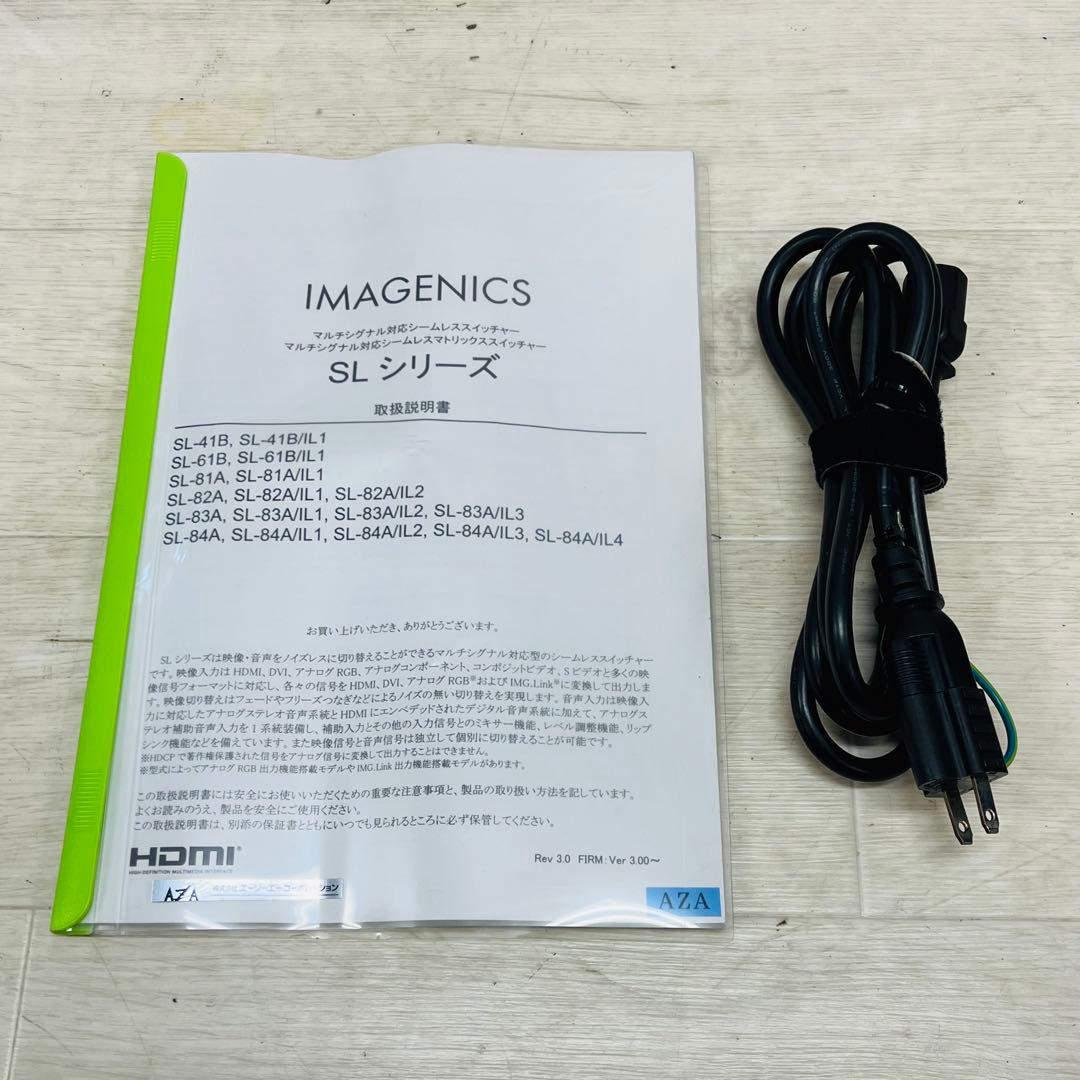 IMAGENICS
マルチシグナル対応シームレススイッチャー
マルチシグナル対応シームレスマトリックススイッチャー
SL シリーズ
取扱説明書
SL-41B, SL-41B/IL1
SL-61B, SL-61B/IL1
SL-81A, SL-81A/IL1
SL-82A, SL-82A/IL1, SL-82A/IL2
SL-83A, SL-83A/IL1, SL-83A/IL2, SL-83A/IL3
SL-84A, SL-84A/IL1, SL-84A/IL2, SL-84A/IL3, SL-84A/IL4
お買い上げいただき、ありがとうございます。
SL シリーズは映像・音声をノイズレスに切り替えることができるマルチシグナル対応型のシームレススイッチャー
です。映像入力は HDMI、DVI、アナログ RGB、アナログコンポーネント、コンポジットビデオ、S ビデオと多くの映
像信号フォーマットに対応し、各々の信号を HDMI、DVI、アナログ RGB※および IMG.Link※に変換して出力しま
す。映像切り替えはフェードやフリーズつなぎなどによるノイズの無い切り替えを実現します。音声入力は映像入
力に対応したアナログステレオ音声系統と HDMI にエンベデッドされたデジタル音声系統に加えて、アナログス
テレオ補助音声入力を 1 系統装備し、補助入力とその他の入力信号とのミキサー機能、レベル調整機能、リップ
シンク機能などを備えています。また映像信号と音声信号は独立して個別に切り替えることが可能です。
※HDCP で著作権保護された信号をアナログ信号に変換して出力することはできません。
※型式によってアナログ RGB 出力機能搭載モデルや IMG.Link 出力機能搭載モデルがあります。
この取扱説明書には安全にお使いいただくための重要な注意事項と、製品の取り扱い方法を記しています。
よくお読みのうえ、製品を安全にご使用ください。
この取扱説明書は、別添の保証書とともにいつでも見られるところに必ず保管してください。
HDMI
HIGH-DEFINITION MULTIMEDIA INTERFACE
Rev 3.0 FIRM：Ver 3.00～
AZA 株式会社エージーエーコーポレーション
AZA